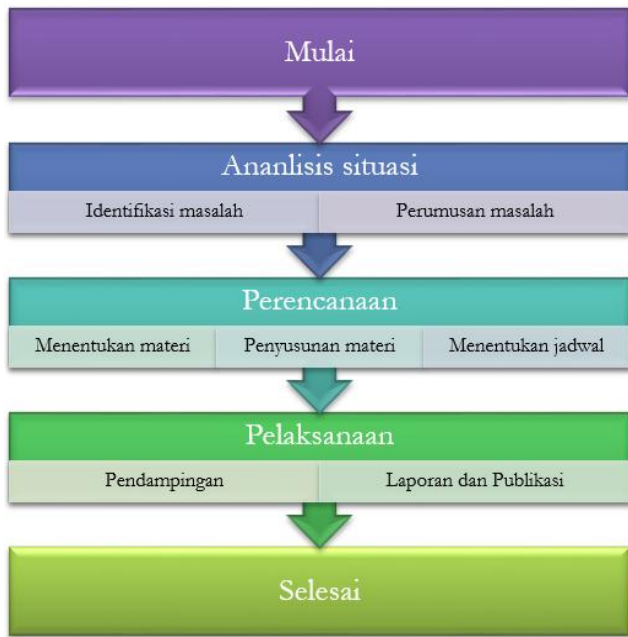 Mulai
Ananlisis situasi
Identifikasi masalah
Perumusan masalah
Perencanaan
Menentukan materi
Penyusunan materi
Menentukan jadwal
Pelaksanaan
Pendampingan
Laporan dan Publikasi
Selesai